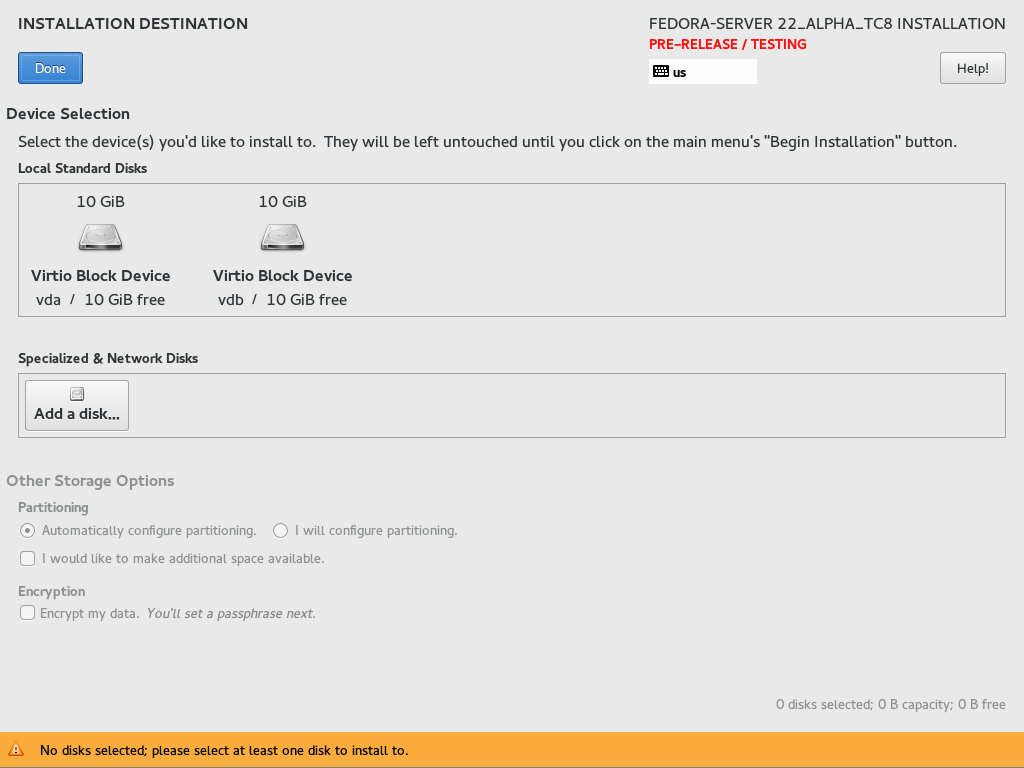 INSTALLATION DESTINATION
FEDORA-SERVER 22_ALPHA_TC8 INSTALLATION
PRE-RELEASE / TESTING
Done
us
Help!
Device Selection
Select the device(s) you'd like to install to.  They will be left untouched until you click on the main menu's "Begin Installation" button.
Local Standard Disks
10 GiB
Virtio Block Device
vda / 10 GiB free
10 GiB
Virtio Block Device
vdb / 10 GiB free
Specialized & Network Disks
Add a disk...
Other Storage Options
Partitioning
Automatically configure partitioning. I will configure partitioning.
I would like to make additional space available.
Encryption
Encrypt my data. You'll set a passphrase next.
0 disks selected; 0 B capacity; 0 B free
No disks selected; please select at least one disk to install to.